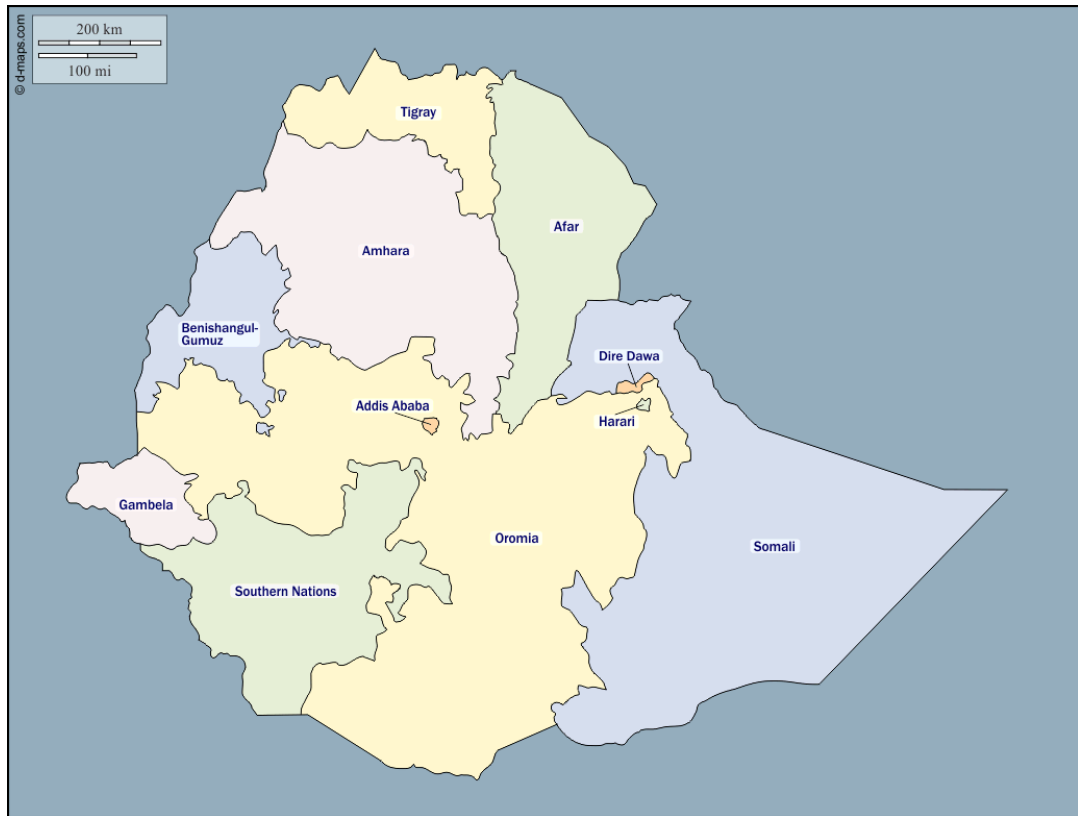 © d-maps.com
200 km
100 mi
Tigray
Afar
Amhara
Benishangul-
Gumuz
Dire Dawa
Addis Ababa
Harari
Gambela
Oromia
Somali
Southern Nations